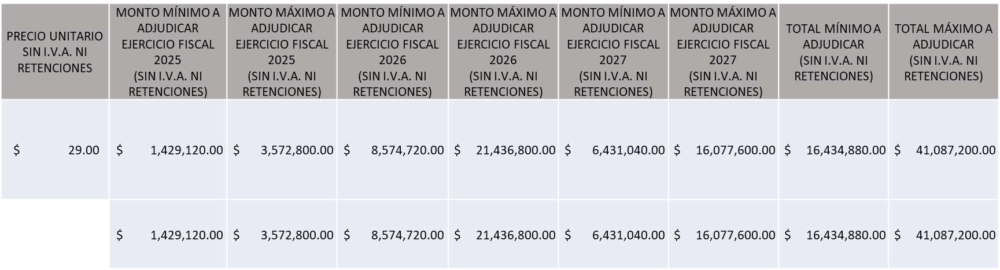 PRECIO UNITARIO
SIN I.V.A. NI
RETENCIONES
MONTO MÍNIMO A
ADJUDICAR
EJERCICIO FISCAL
2025
(SIN I.V.A. NI
RETENCIONES)
MONTO MÁXIMO A
ADJUDICAR
EJERCICIO FISCAL
2025
(SIN I.V.A. NI
RETENCIONES)
MONTO MÍNIMO A
ADJUDICAR
EJERCICIO FISCAL
2026
(SIN I.V.A. NI
RETENCIONES)
MONTO MÁXIMO A
ADJUDICAR
EJERCICIO FISCAL
2026
(SIN I.V.A. NI
RETENCIONES)
MONTO MÍNIMO A
ADJUDICAR
EJERCICIO FISCAL
2027
(SIN I.V.A. NI
RETENCIONES)
MONTO MÁXIMO A
ADJUDICAR
EJERCICIO FISCAL
2027
(SIN I.V.A. NI
RETENCIONES)
TOTAL MÍNIMO A
ADJUDICAR
(SIN I.V.A. NI
RETENCIONES)
TOTAL MÁXIMO A
ADJUDICAR
(SIN I.V.A. NI
RETENCIONES)
$ 29.00 $ 1,429,120.00 $ 3,572,800.00 $ 8,574,720.00 $ 21,436,800.00 $ 6,431,040.00 $ 16,077,600.00 $ 16,434,880.00 $ 41,087,200.00
$ 1,429,120.00 $ 3,572,800.00 $ 8,574,720.00 $ 21,436,800.00 $ 6,431,040.00 $ 16,077,600.00 $ 16,434,880.00 $ 41,087,200.00